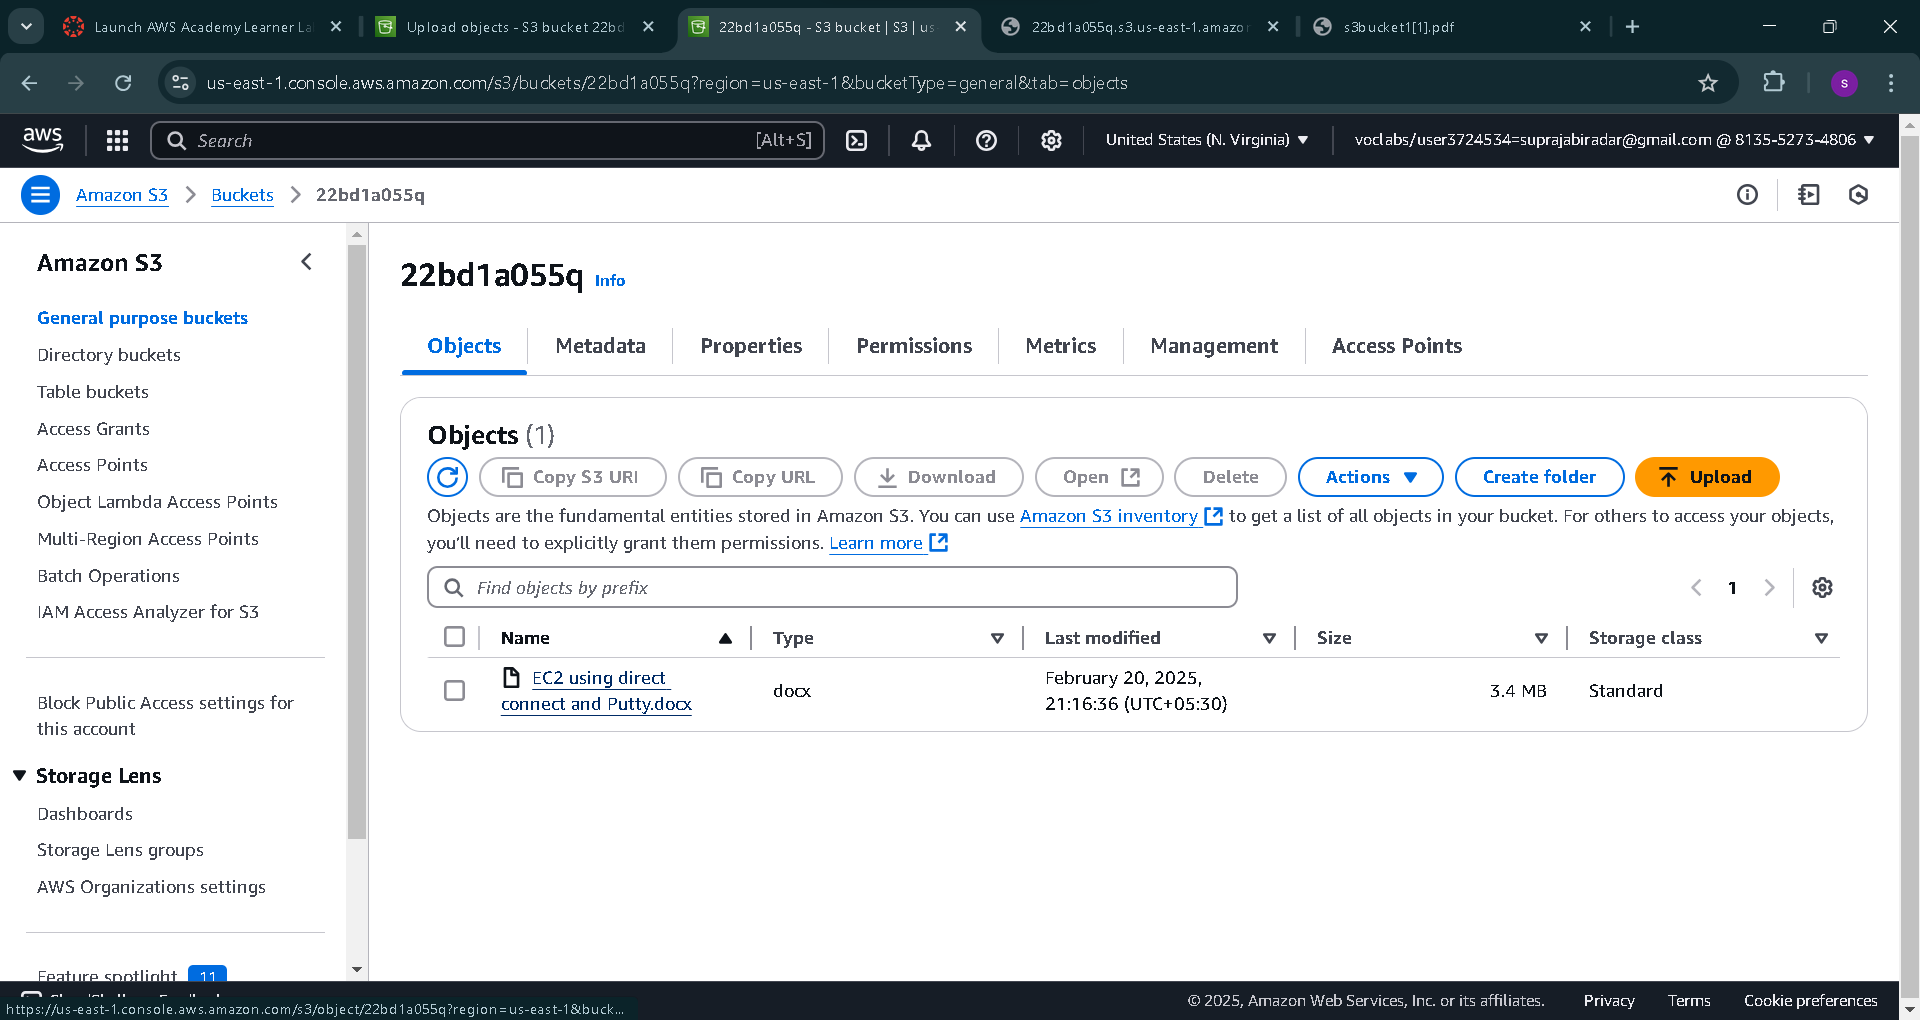 Launch AWS Academy Learner La
Upload objects - S3 bucket 22bd
22bd1a055q - S3 bucket | S3 | us-
22bd1a055q.s3.us-east-1.amazor
s3bucket1[1].pdf
us-east-1.console.aws.amazon.com/s3/buckets/22bd1a055q?region=us-east-1&bucketType=general&tab=objects
s
aws
Search
[Alt+S]
United States (N. Virginia)
voclabs/user3724534=suprajabiradar@gmail.com @ 8135-5273-4806
Amazon S3
Buckets
22bd1a055q
Amazon S3
General purpose buckets
Directory buckets
Table buckets
Access Grants
Access Points
Object Lambda Access Points
Multi-Region Access Points
Batch Operations
IAM Access Analyzer for S3
Block Public Access settings for
this account
Storage Lens
Dashboards
Storage Lens groups
AWS Organizations settings
Feature spotlight 11
22bd1a055q Info
Objects
Metadata
Properties
Permissions
Metrics
Management
Access Points
Objects (1)
Copy S3 URI
Copy URL
Download
Open
Delete
Actions
Create folder
Upload
Objects are the fundamental entities stored in Amazon S3. You can use Amazon S3 inventory to get a list of all objects in your bucket. For others to access your objects,
you'll need to explicitly grant them permissions. Learn more
Find objects by prefix
1
Name
Type
Last modified
Size
Storage class
EC2 using direct
connect and Putty.docx
docx
February 20, 2025,
21:16:36 (UTC+05:30)
3.4 MB
Standard
https://us-east-1.console.aws.amazon.com/s3/object/22bd1a055q?region=us-east-1&buck...
© 2025, Amazon Web Services, Inc. or its affiliates.
Privacy
Terms
Cookie preferences